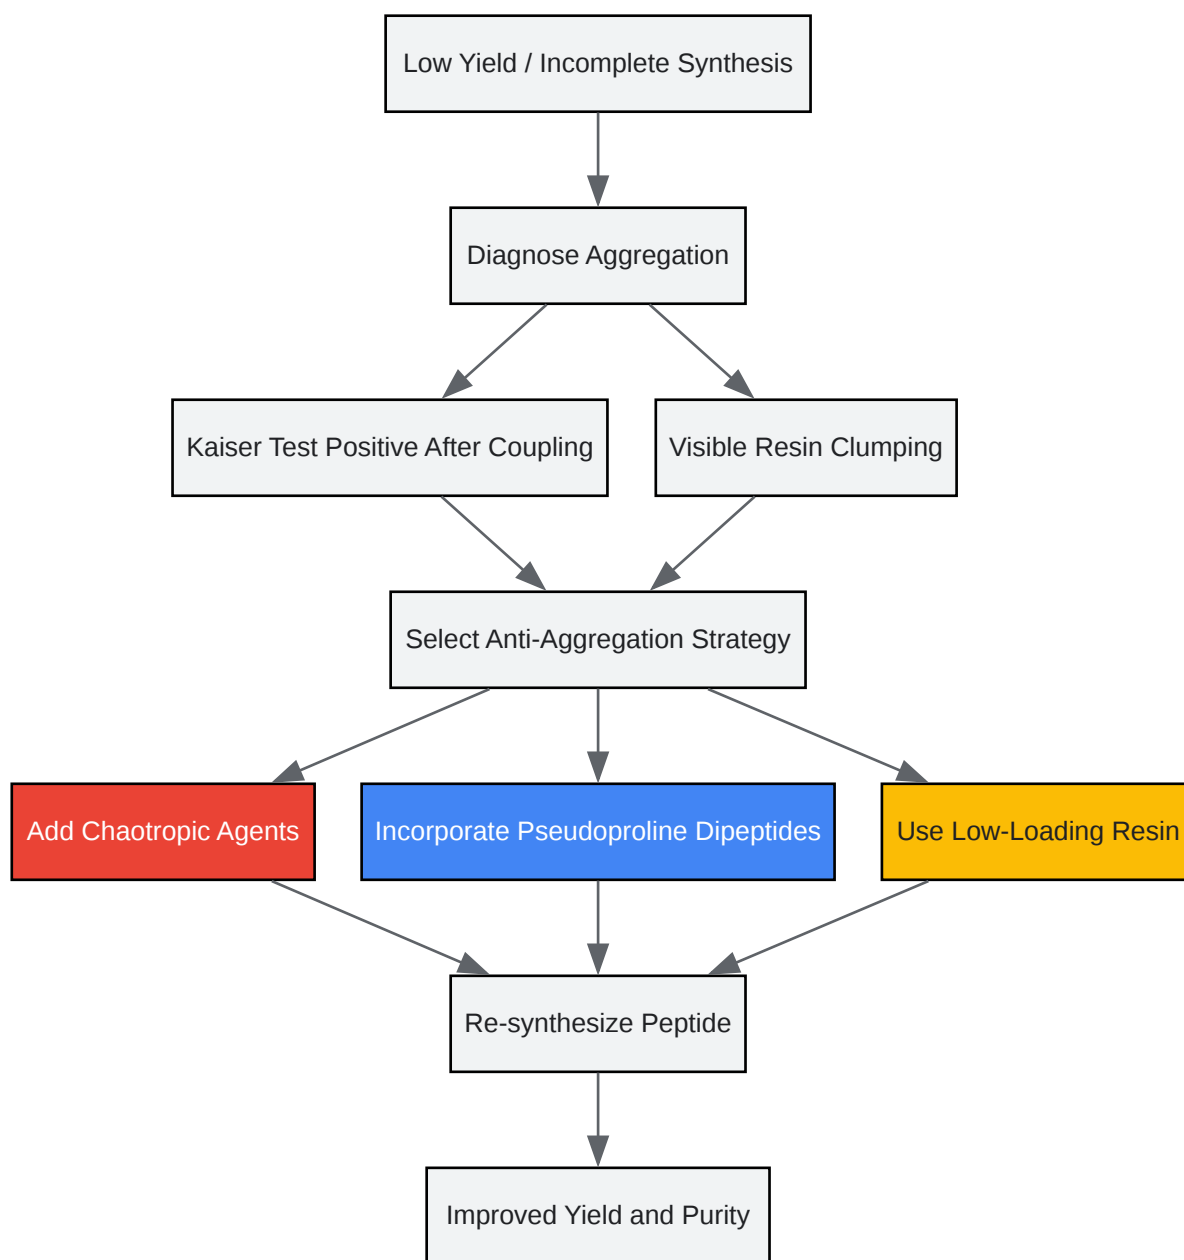 Low Yield / Incomplete Synthesis
Diagnose Aggregation
Kaiser Test Positive After Coupling
Visible Resin Clumping
Select Anti-Aggregation Strategy
Add Chaotropic Agents
Incorporate Pseudoproline Dipeptides
Use Low-Loading Resin
Re-synthesize Peptide
Improved Yield and Purity